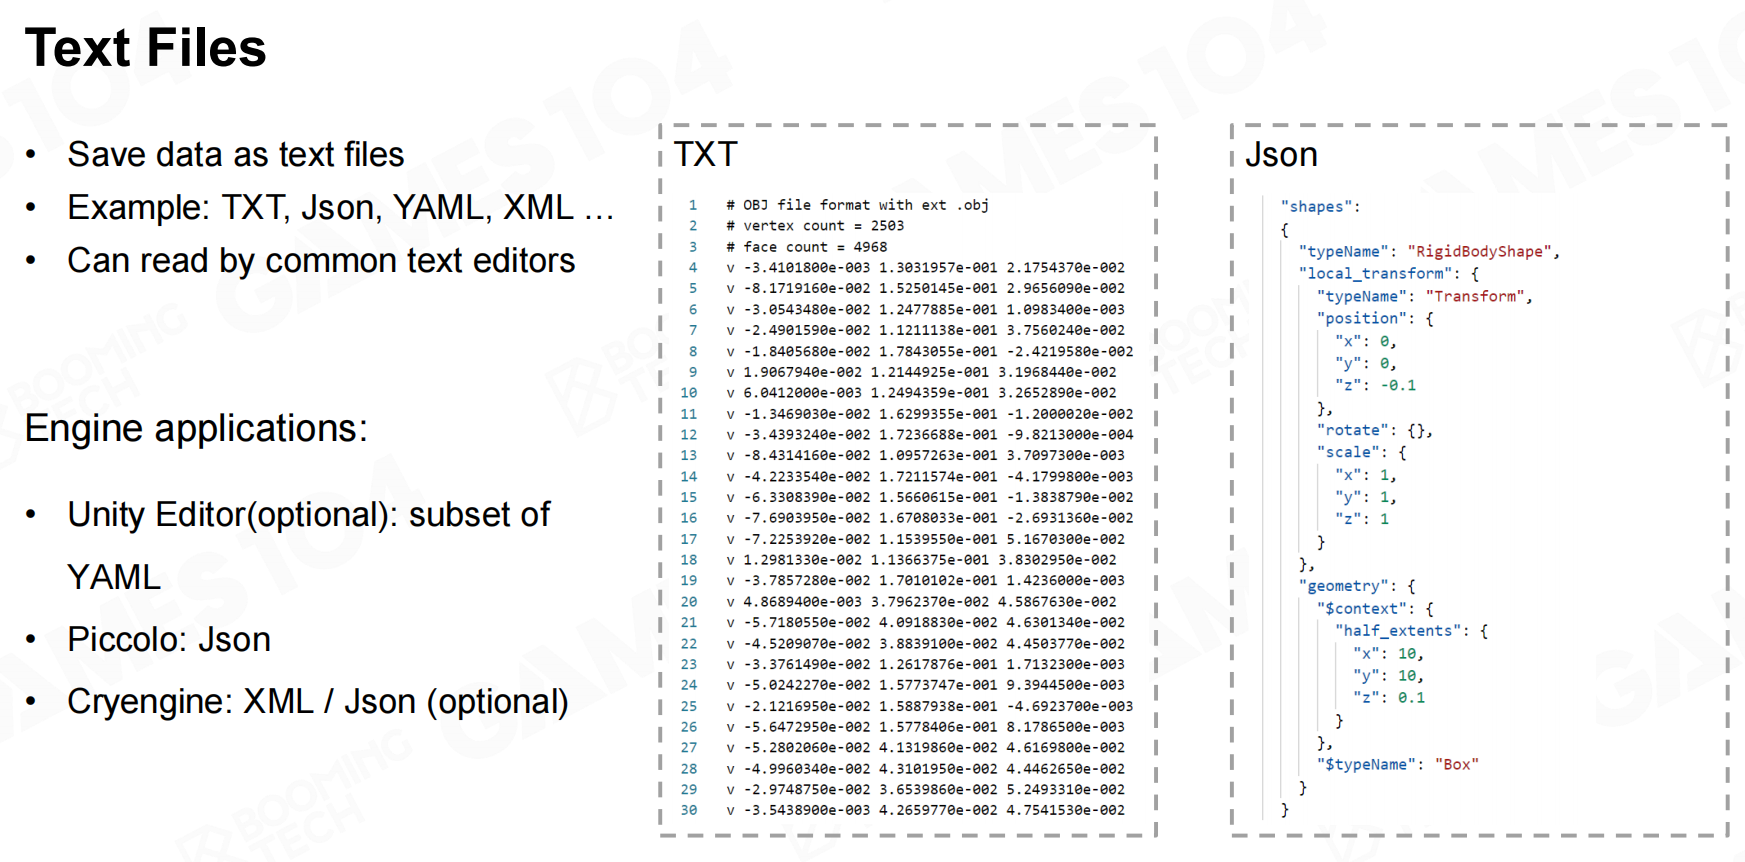 Text Files
• Save data as text files
• Example: TXT, Json, YAML, XML ...
• Can read by common text editors
Engine applications:
• Unity Editor(optional): subset of
YAML
• Piccolo: Json
• Cryengine: XML / Json (optional)
TXT
1 # OBJ file format with ext .obj
2 # vertex count = 2503
3 # face count = 4968
4 v -3.4101800e-003 1.3031957e-001 2.1754370e-002
5 v -8.1719160e-002 1.5250145e-001 2.9656090e-002
6 v -3.0543480e-002 1.2477885e-001 1.0983400e-003
7 v -2.4901590e-002 1.1211138e-001 3.7560240e-002
8 v -1.8405680e-002 1.7843055e-001 -2.4219580e-002
9 v 1.9067940e-002 1.2144925e-001 3.1968440e-002
10 v 6.0412000e-003 1.2494359e-001 3.2652890e-002
11 v -1.3469030e-002 1.6299355e-001 -1.2000020e-002
12 v -3.4393240e-002 1.7236688e-001 -9.8213000e-004
13 v -8.4314160e-002 1.0957263e-001 3.7097300e-003
14 v -4.2233540e-002 1.7211574e-001 -4.1799800e-003
15 v -6.3308390e-002 1.5660615e-001 -1.3838790e-002
16 v -7.6903950e-002 1.6708033e-001 -2.6931360e-002
17 v -7.2253920e-002 1.1539550e-001 5.1670300e-002
18 v 1.2981330e-002 1.1366375e-001 3.8302950e-002
19 v -3.7857280e-002 1.7010102e-001 1.4236000e-003
20 v 4.8689400e-003 3.7962370e-002 4.5867630e-002
21 v -5.7180550e-002 4.0918830e-002 4.6301340e-002
22 v -4.5209070e-002 3.8839100e-002 4.4503770e-002
23 v -3.3761490e-002 1.2617876e-001 1.7132300e-003
24 v -5.0242270e-002 1.5773747e-001 9.3944500e-003
25 v -2.1216950e-002 1.5887938e-001 -4.6923700e-003
26 v -5.6472950e-002 1.5778406e-001 8.1786500e-003
27 v -5.2802060e-002 4.1319860e-002 4.6169800e-002
28 v -4.9960340e-002 4.3101950e-002 4.4462650e-002
29 v -2.9748750e-002 3.6539860e-002 5.2493310e-002
30 v -3.5438900e-003 4.2659770e-002 4.7541530e-002
Json
"shapes":
{
"typeName": "RigidBodyShape",
"local_transform": {
"typeName": "Transform",
"position": {
"x": 0,
"y": 0,
"z": -0.1
},
"rotate": {},
"scale": {
"x": 1,
"y": 1,
"z": 1
}
},
"geometry": {
"$context": {
"half_extents": {
"x": 10,
"y": 10,
"z": 0.1
}
},
"$typeName": "Box"
}
}
GAMES104
BOOMING
TECH